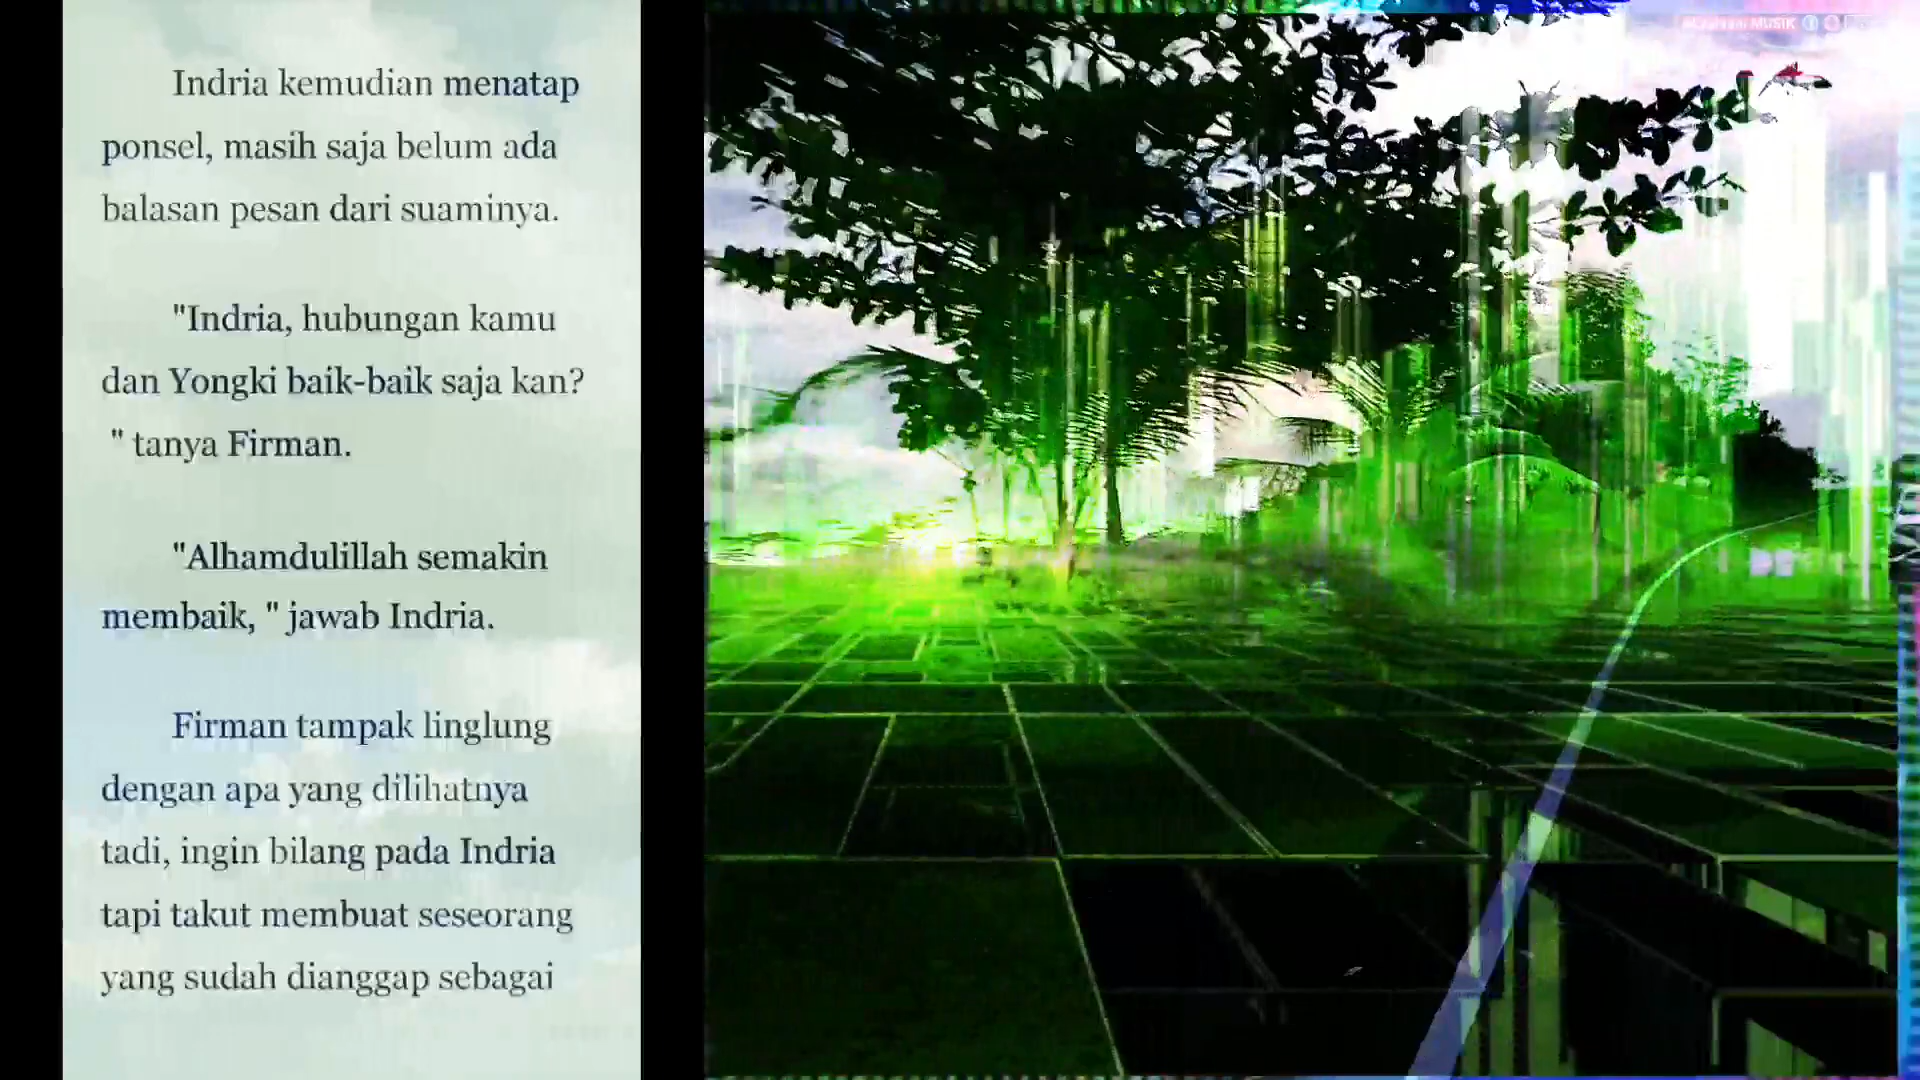 Indria kemudian menatap
ponsel, masih saja belum ada
balasan pesan dari suaminya.
"Indria, hubungan kamu
dan Yongki baik-baik saja kan?
" tanya Firman.
"Alhamdulillah semakin
membaik, " jawab Indria.
Firman tampak linglung
dengan apa yang dilihatnya
tadi, ingin bilang pada Indria
tapi takut membuat seseorang
yang sudah dianggap sebagai
MUSIK